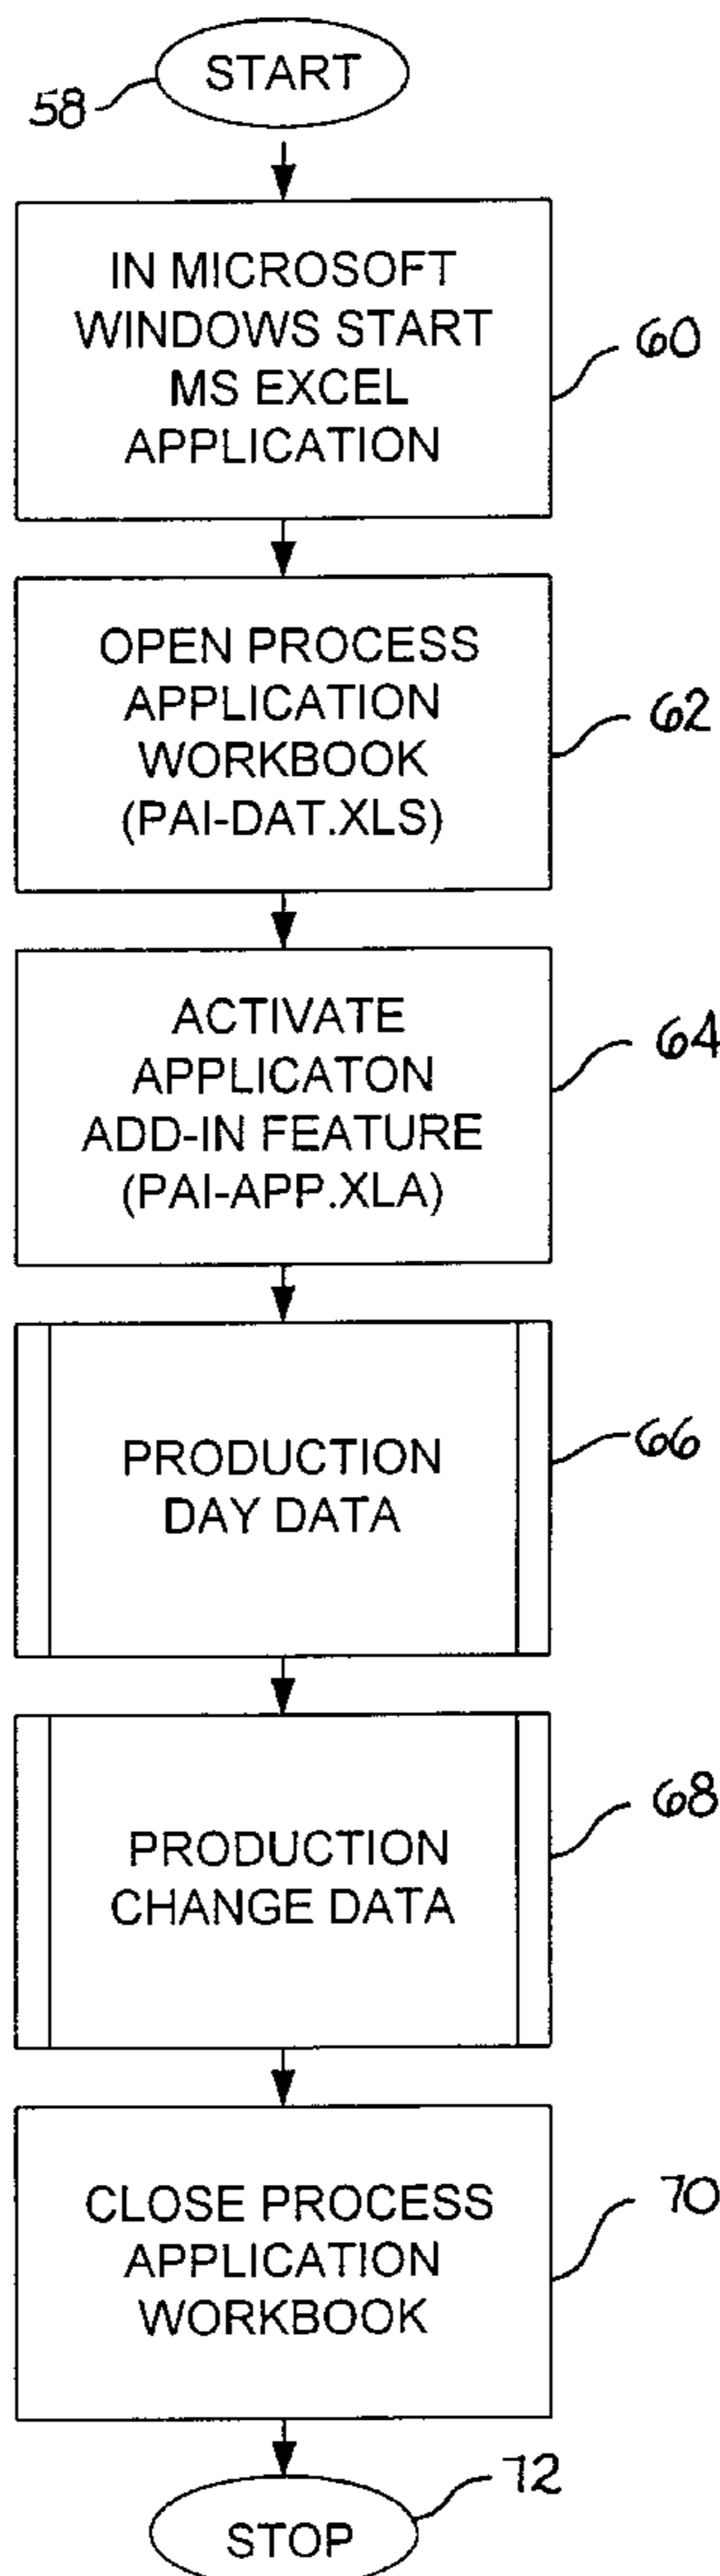 START
58
IN MICROSOFT
WINDOWS START
MS EXCEL
APPLICATION
60
OPEN PROCESS
APPLICATION
WORKBOOK
(PAI-DAT.XLS)
62
ACTIVATE
APPLICATON
ADD-IN FEATURE
(PAI-APP.XLA)
64
PRODUCTION
DAY DATA
66
PRODUCTION
CHANGE DATA
68
CLOSE PROCESS
APPLICATION
WORKBOOK
70
STOP
72